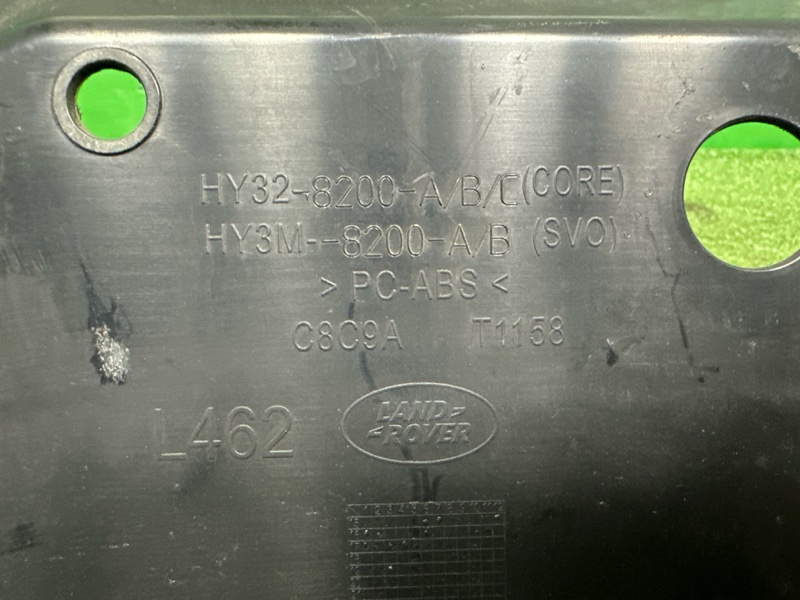 HY32-8200-A/B/C(CORE)
HY3M--8200-A/B (SVO)
> PC-ABS <
C8C9A T1158
L462
LAND-
-ROVER